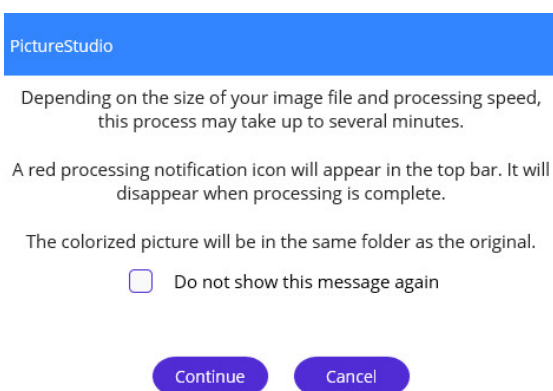 PictureStudio
Depending on the size of your image file and processing speed,
this process may take up to several minutes.
A red processing notification icon will appear in the top bar. It will
disappear when processing is complete.
The colorized picture will be in the same folder as the original.
Do not show this message again
Continue Cancel